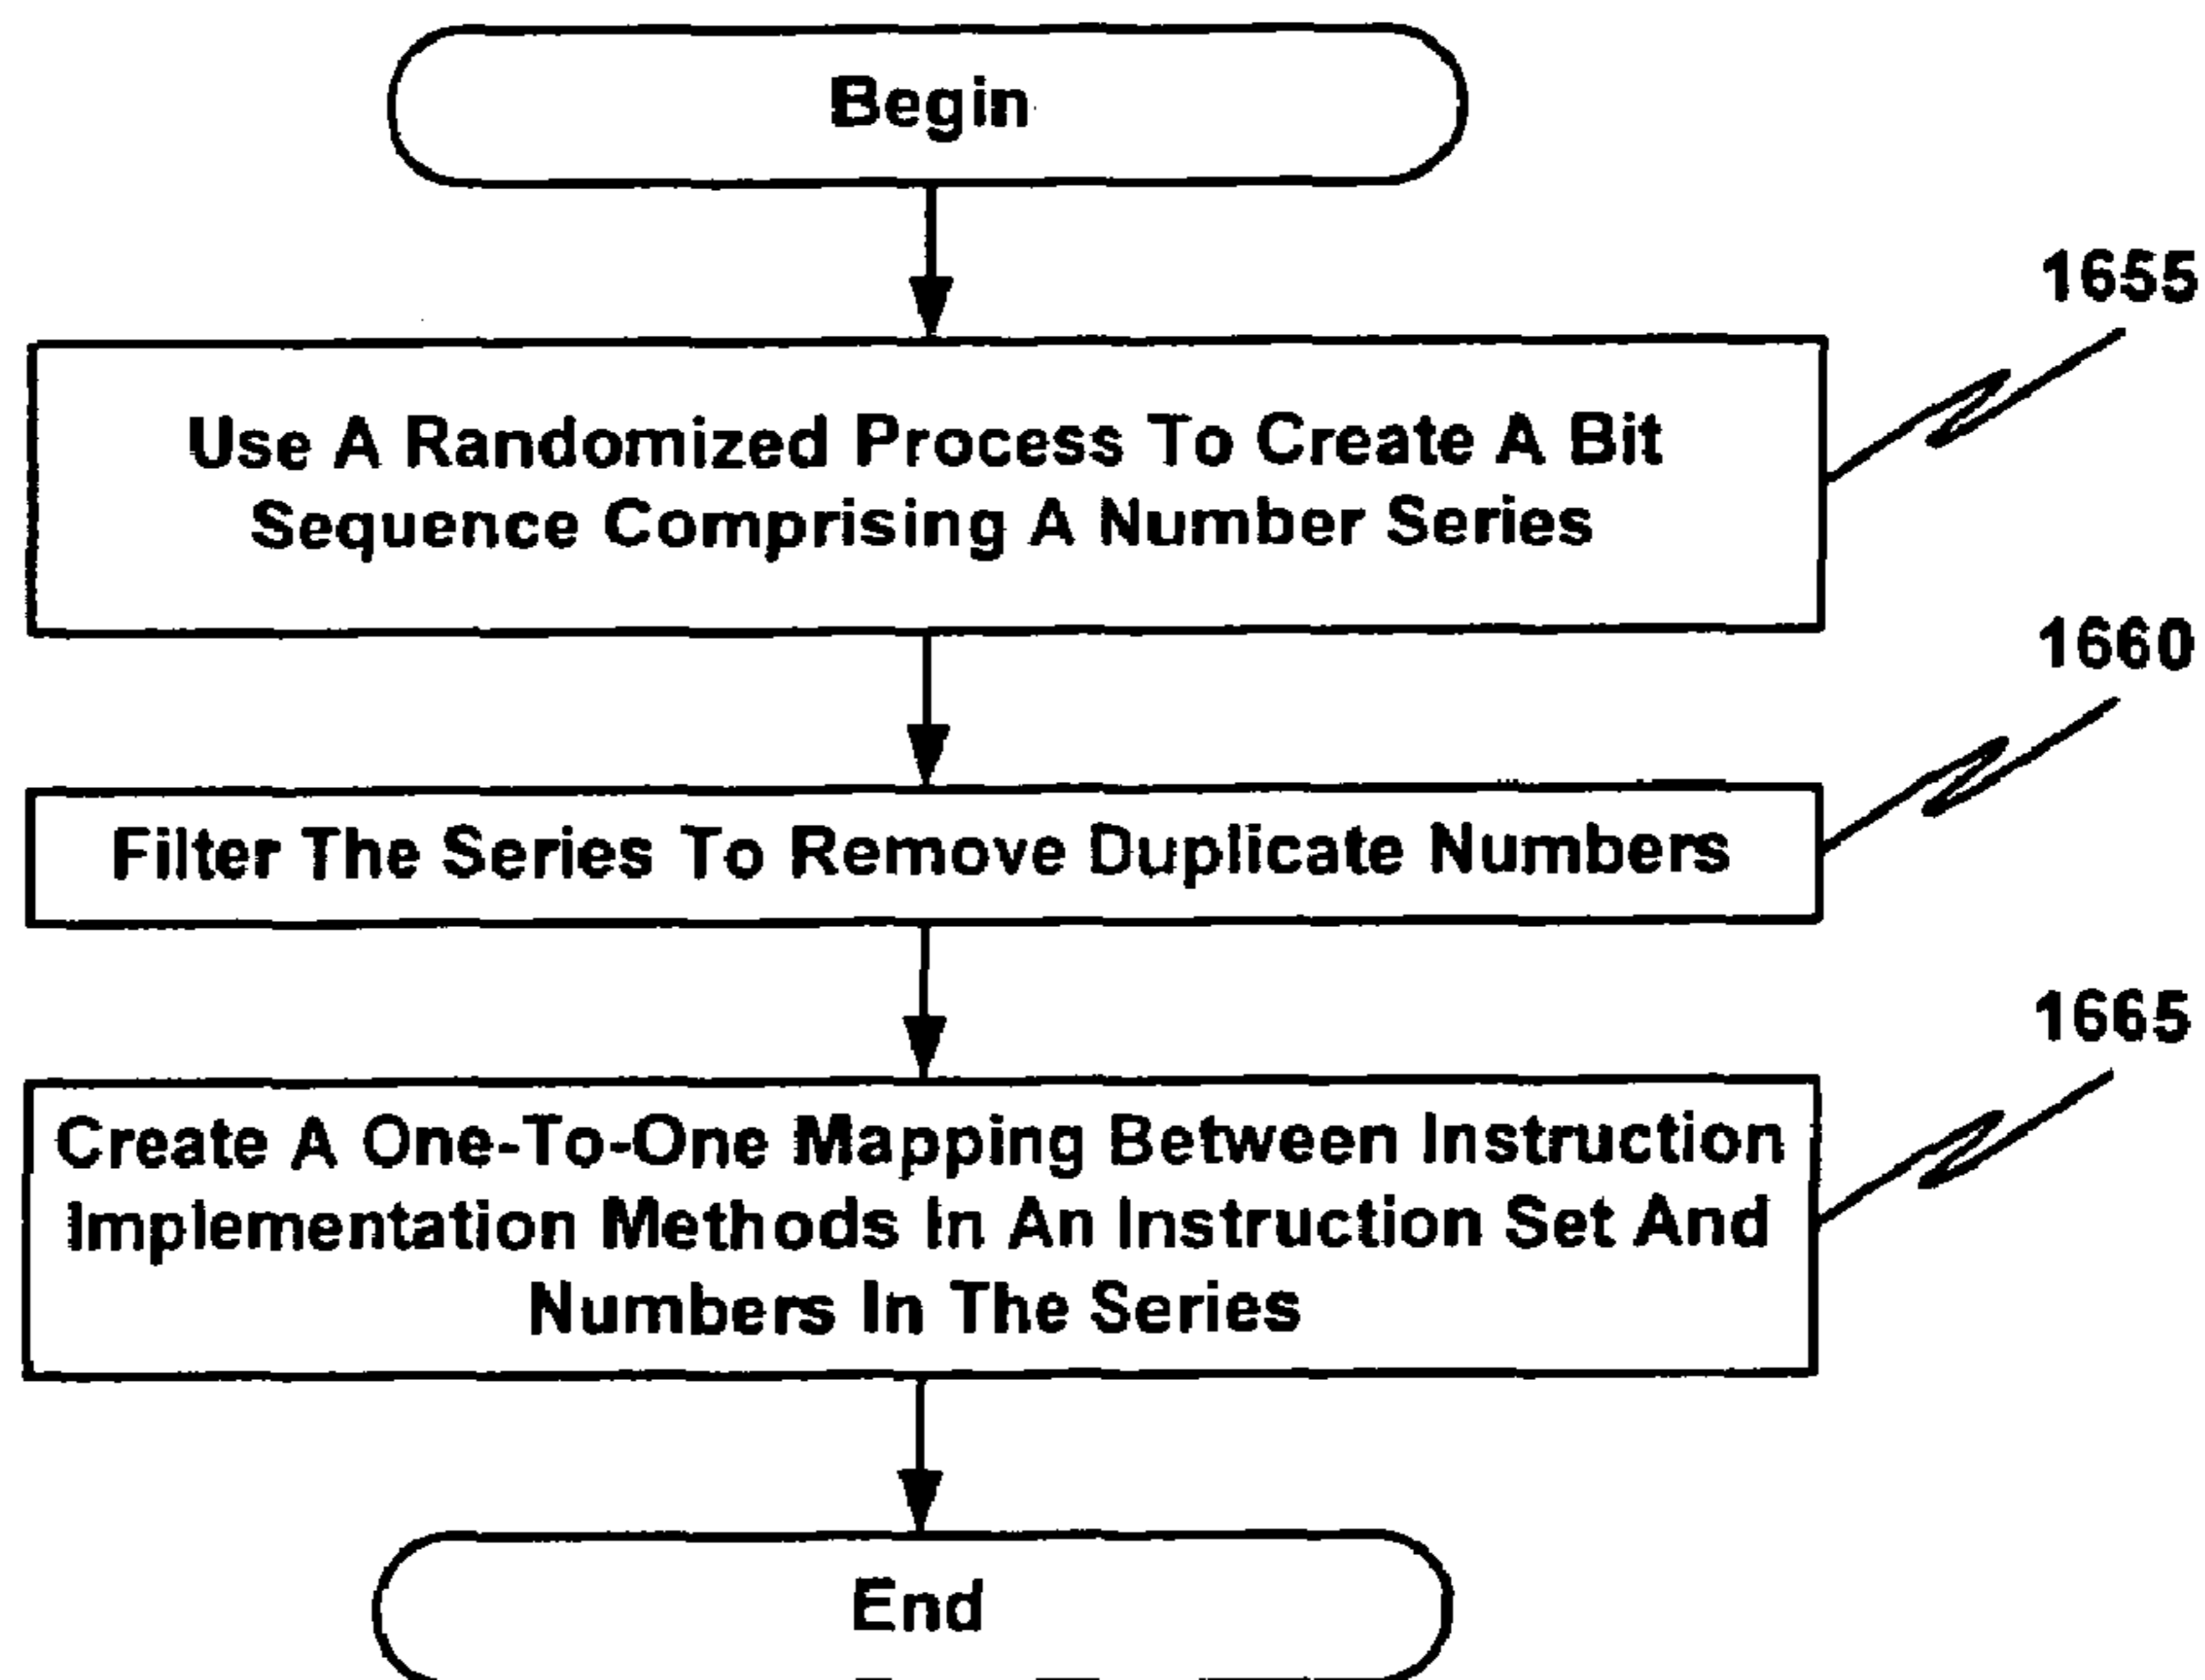 Begin
1655
Use A Randomized Process To Create A Bit
Sequence Comprising A Number Series
1660
Filter The Series To Remove Duplicate Numbers
1665
Create A One-To-One Mapping Between Instruction
Implementation Methods In An Instruction Set And
Numbers In The Series
End